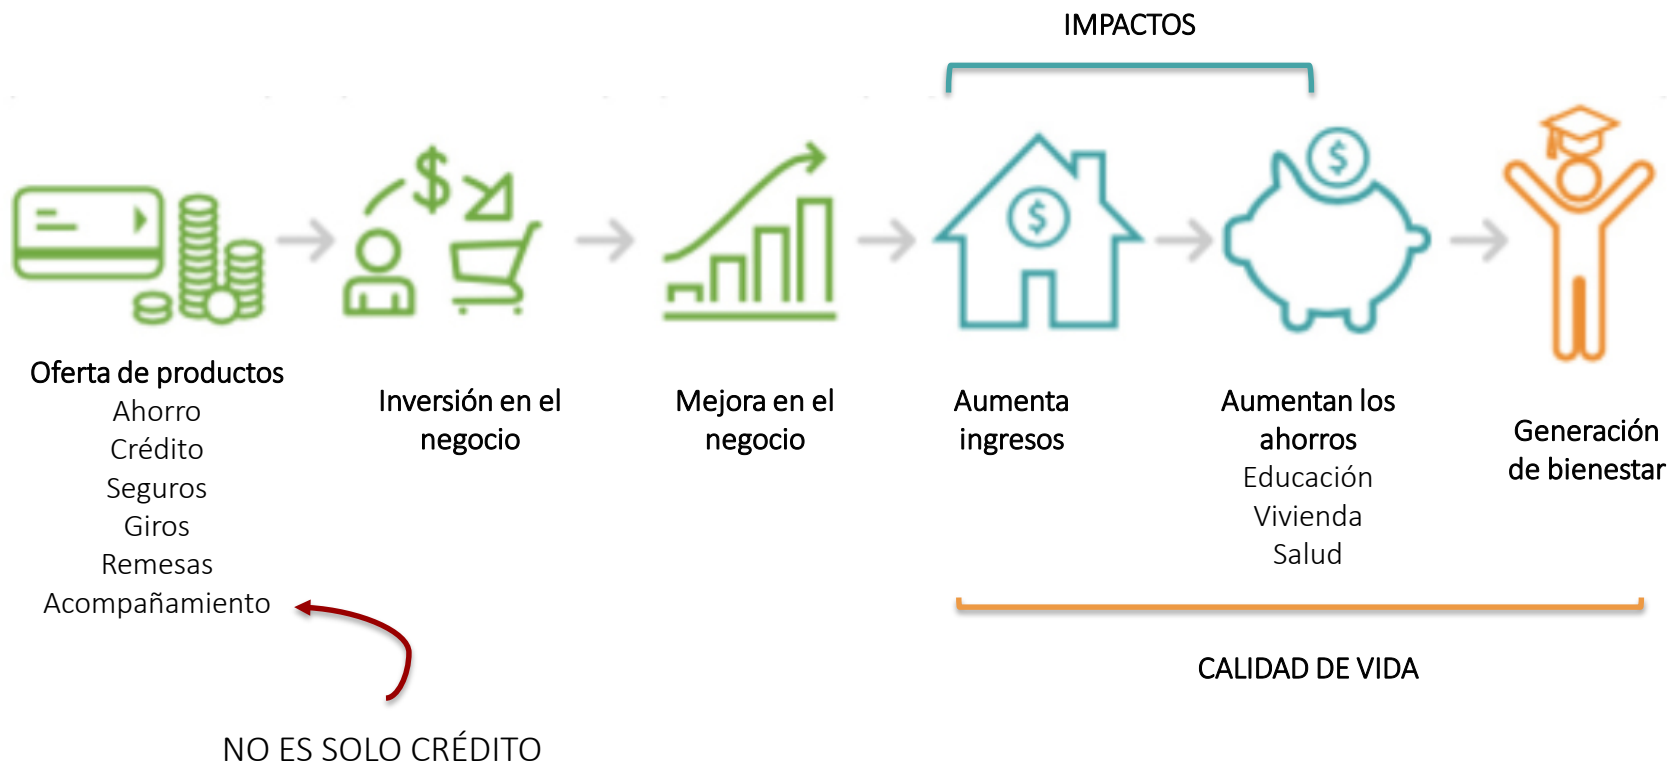 IMPACTOS
Oferta de productos
Ahorro
Crédito
Seguros
Giros
Remesas
Acompañamiento
Inversión en el
negocio
Mejora en el
negocio
Aumenta
ingresos
Aumentan los
ahorros
Educación
Vivienda
Salud
Generación
de bienestar
CALIDAD DE VIDA
NO ES SOLO CRÉDITO